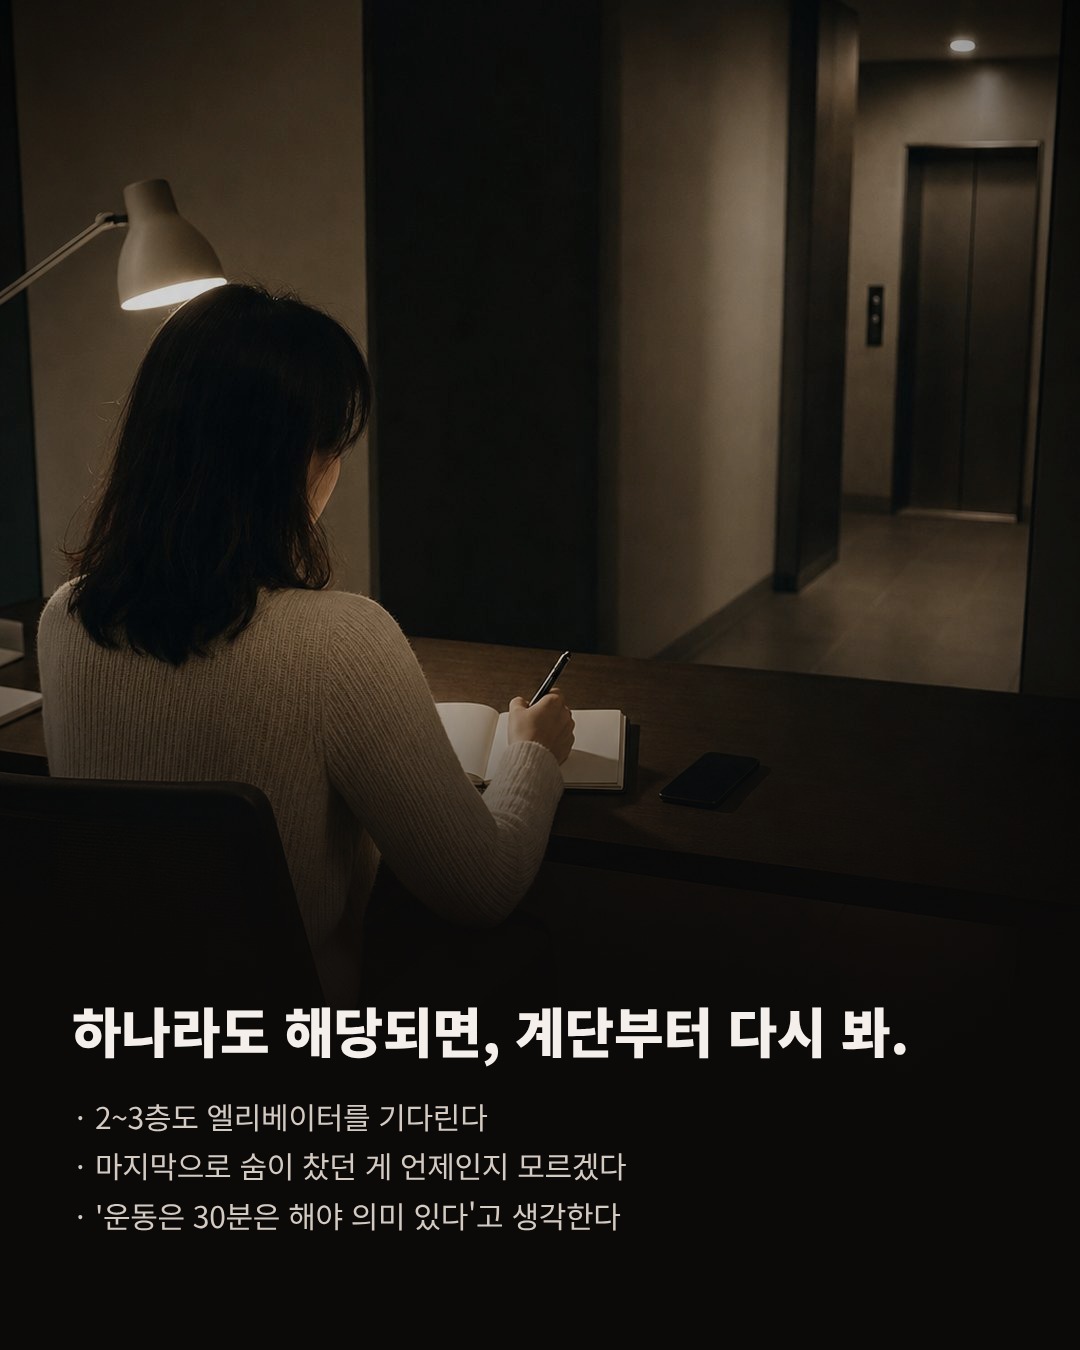 하나라도 해당되면, 계단부터 다시 봐.
· 2~3층도 엘리베이터를 기다린다
· 마지막으로 숨이 찼던 게 언제인지 모르겠다
· '운동은 30분은 해야 의미 있다'고 생각한다